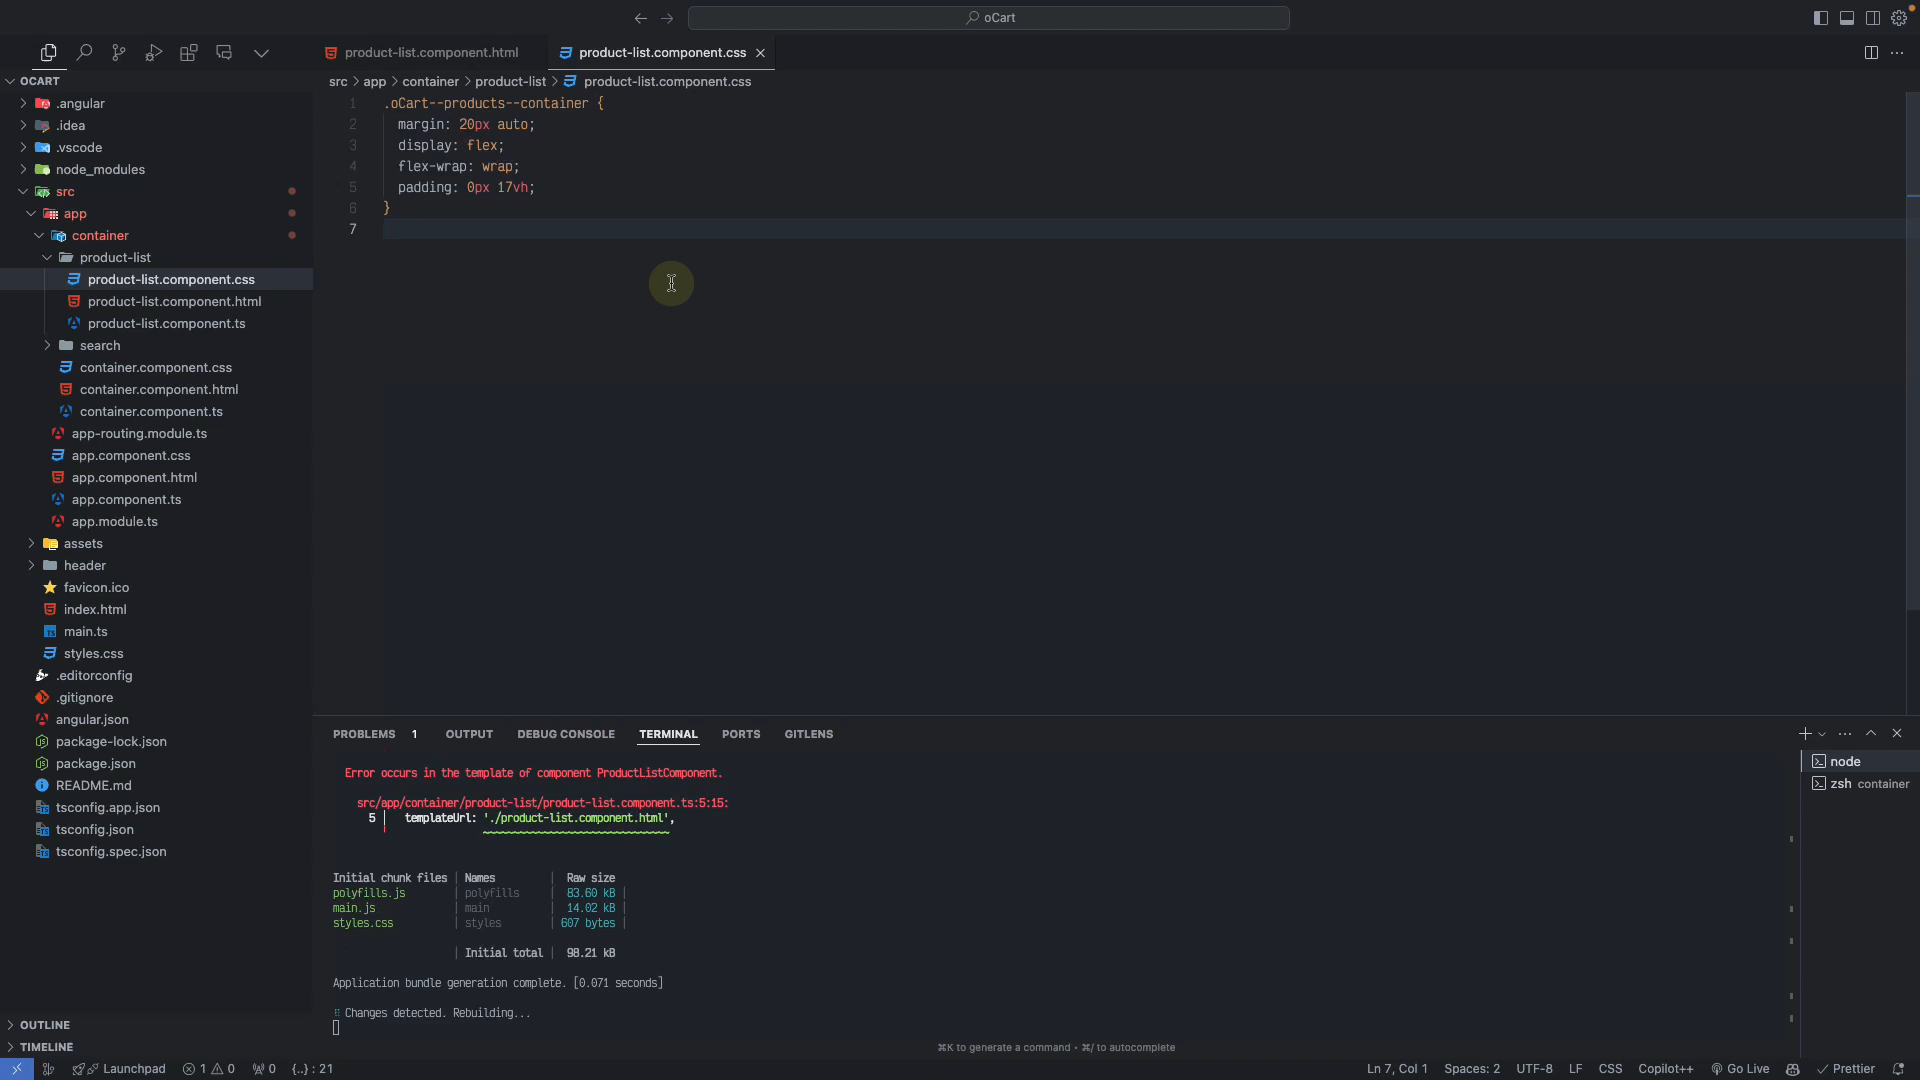 oCart
product-list.component.html
product-list.component.css
OCART
.angular
.idea
.vscode
node_modules
src
app
container
product-list
product-list.component.css
product-list.component.html
product-list.component.ts
search
container.component.css
container.component.html
container.component.ts
app-routing.module.ts
app.component.css
app.component.html
app.component.ts
app.module.ts
assets
header
favicon.ico
index.html
main.ts
styles.css
.editorconfig
.gitignore
angular.json
package-lock.json
package.json
README.md
tsconfig.app.json
tsconfig.json
tsconfig.spec.json
OUTLINE
TIMELINE
src > app > container > product-list > product-list.component.css
1 .oCart--products--container {
2 margin: 20px auto;
3 display: flex;
4 flex-wrap: wrap;
5 padding: 0px 17vh;
6 }
7
PROBLEMS 1 OUTPUT DEBUG CONSOLE TERMINAL PORTS GITLENS
Error occurs in the template of component ProductListComponent.
src/app/container/product-list/product-list.component.ts:5:15:
5 │ templateUrl: './product-list.component.html',
~~~~~~~~~~~~~~~~~~~~~~~~~~~~~~~
Initial chunk files | Names | Raw size
polyfills.js | polyfills | 83.60 kB |
main.js | main | 14.02 kB |
styles.css | styles | 607 bytes |
| Initial total | 98.21 kB
Application bundle generation complete. [0.071 seconds]
Changes detected. Rebuilding...
⌘K to generate a command • ⌘/ to autocomplete
node
zsh container
Launchpad 1 0 0 {..} : 21
Ln 7, Col 1 Spaces: 2 UTF-8 LF CSS Copilot++ Go Live Prettier